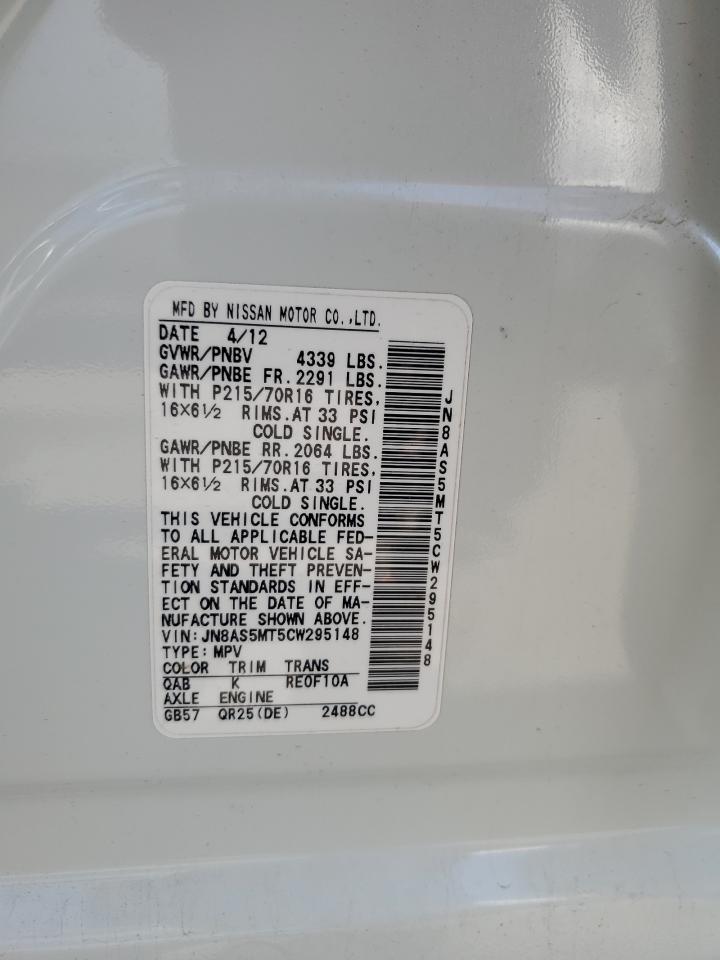 MFD BY NISSAN MOTOR CO.,LTD.
DATE 4/12
GVWR/PNBV 4339 LBS.
GAWR/PNBE FR.2291 LBS.
WITH P215/70R16 TIRES,
16X6½ RIMS.AT 33 PSI
COLD SINGLE.
GAWR/PNBE RR.2064 LBS.
WITH P215/70R16 TIRES,
16X6½ RIMS.AT 33 PSI
COLD SINGLE.
THIS VEHICLE CONFORMS
TO ALL APPLICABLE FED-
ERAL MOTOR VEHICLE SA-
FETY AND THEFT PREVEN-
TION STANDARDS IN EFF-
ECT ON THE DATE OF MA-
NUFACTURE SHOWN ABOVE.
VIN:JN8AS5MT5CW295148
TYPE:MPV
COLOR TRIM TRANS
QAB K RE0F10A
AXLE ENGINE
GB57 QR25(DE) 2488CC
JN8AS5MT5CW295148